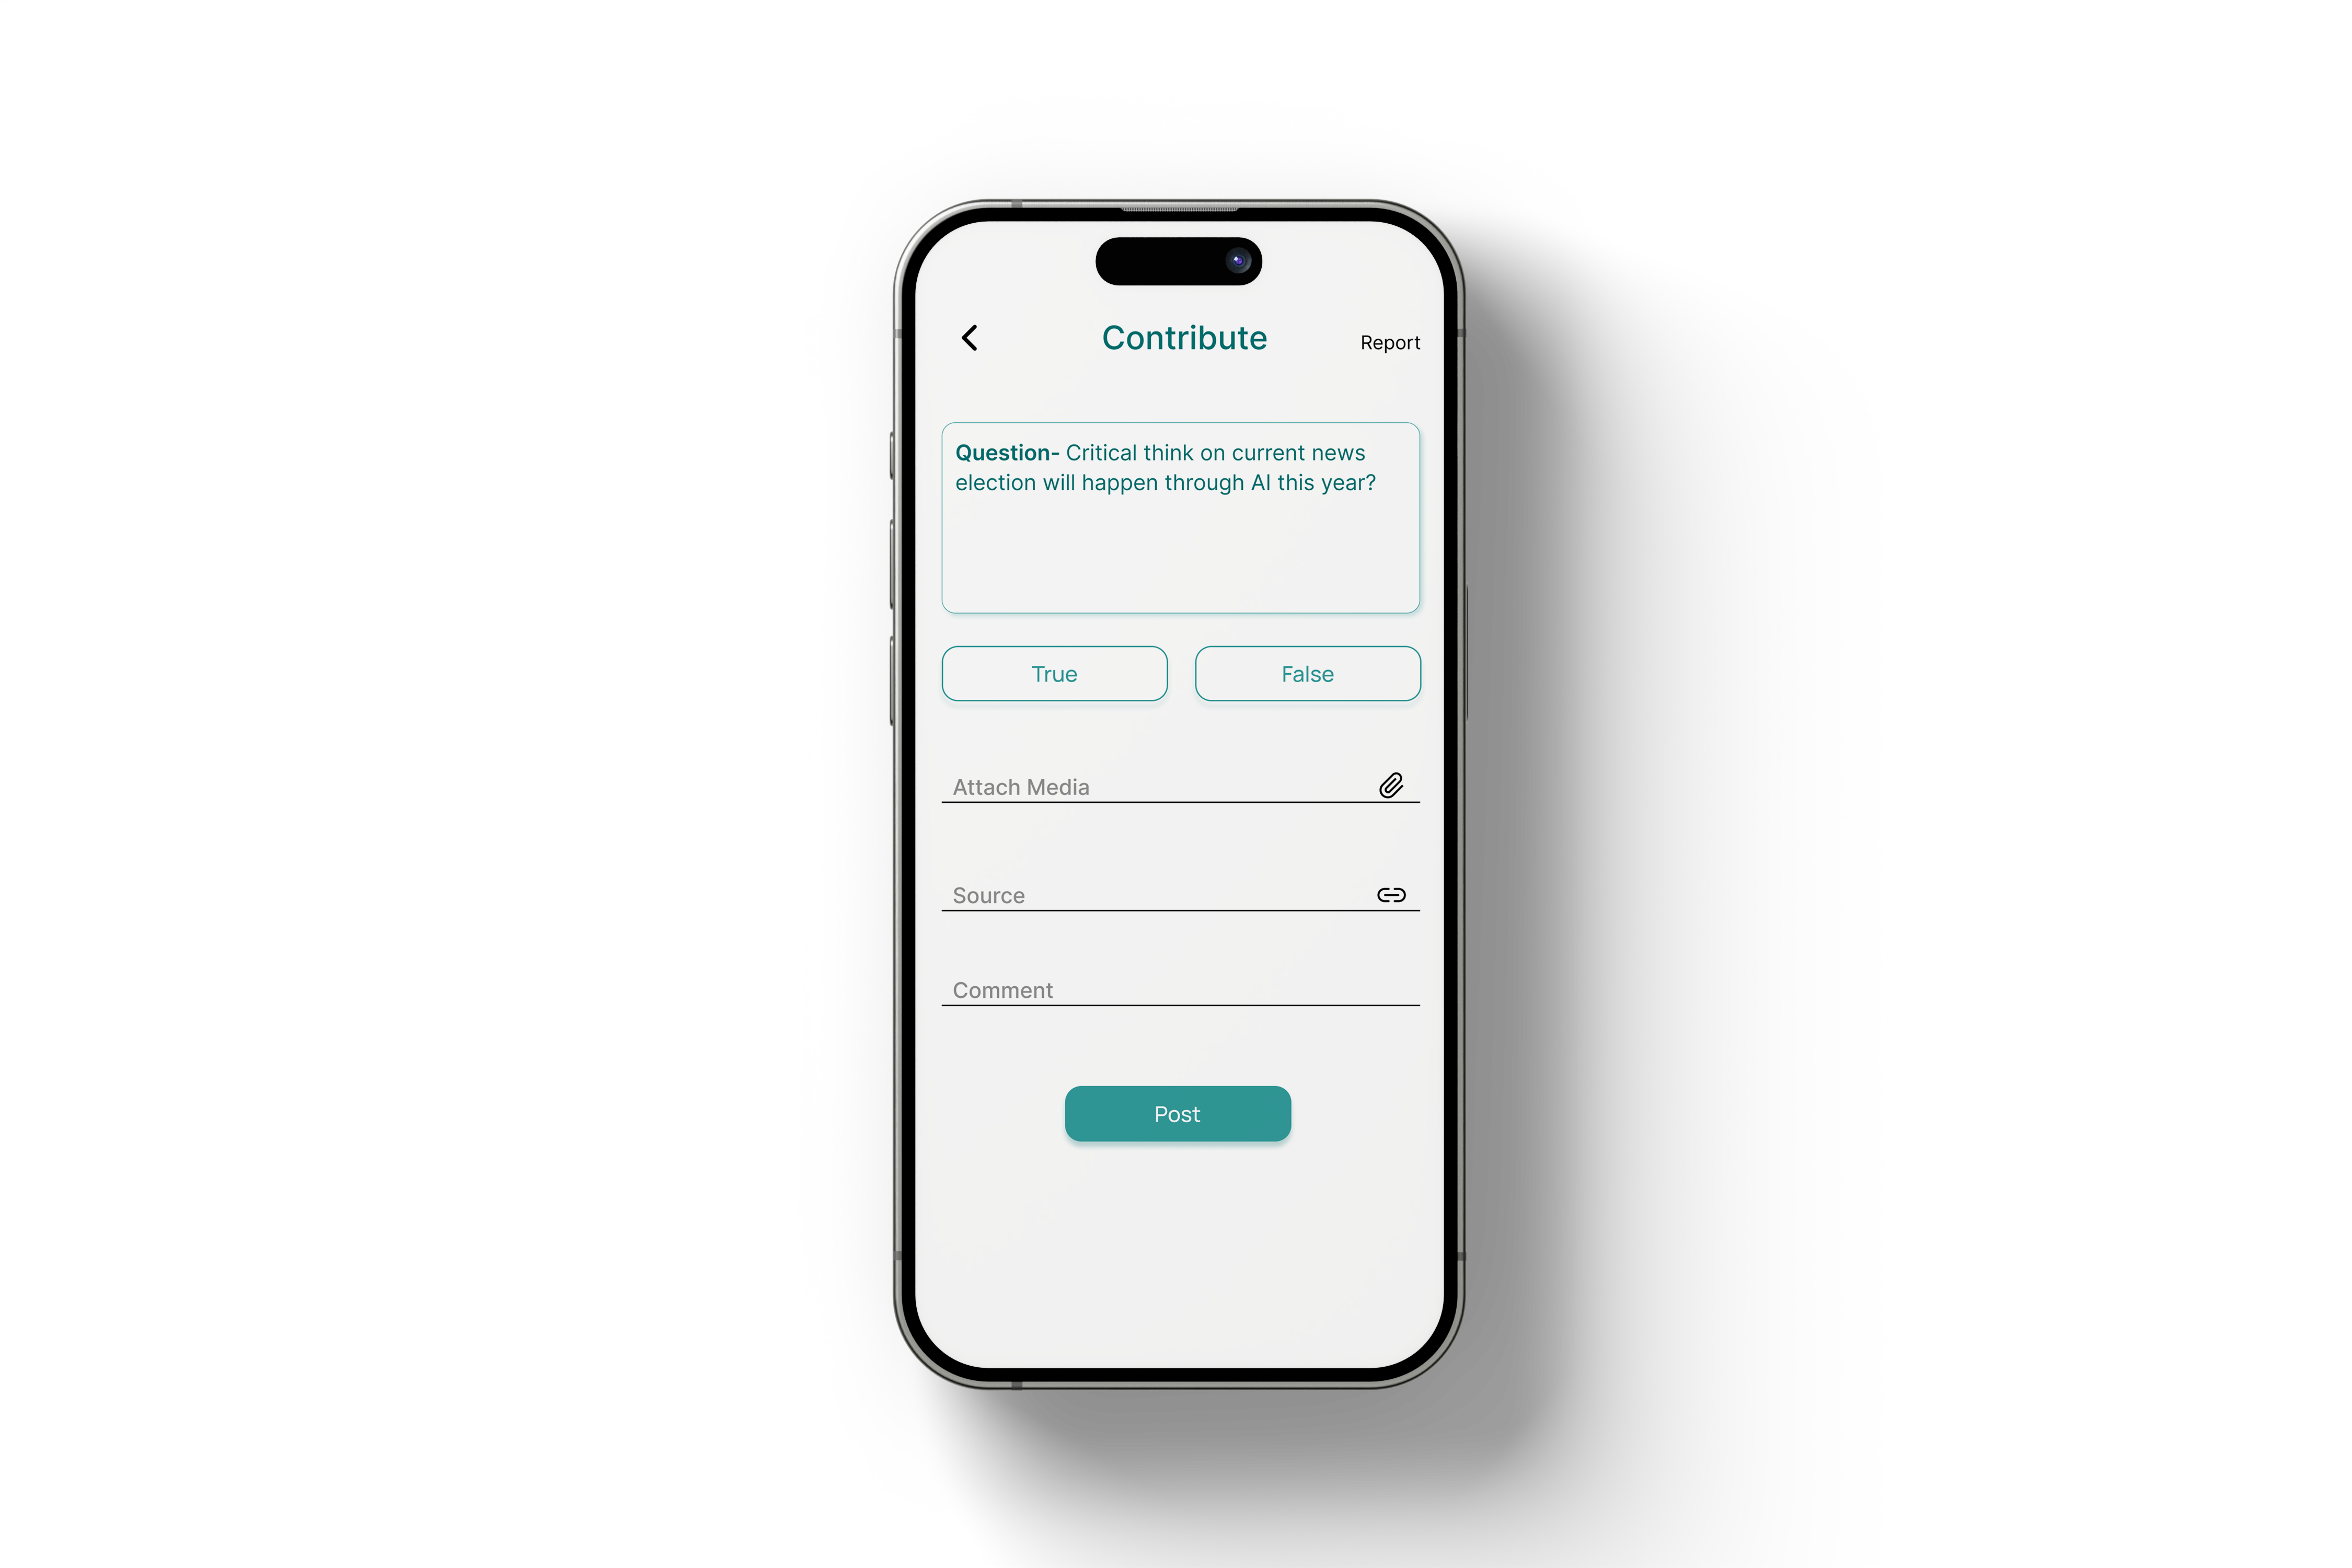 Contribute
Report
Question- Critical think on current news
election will happen through AI this year?
True
False
Attach Media
Source
Comment
Post